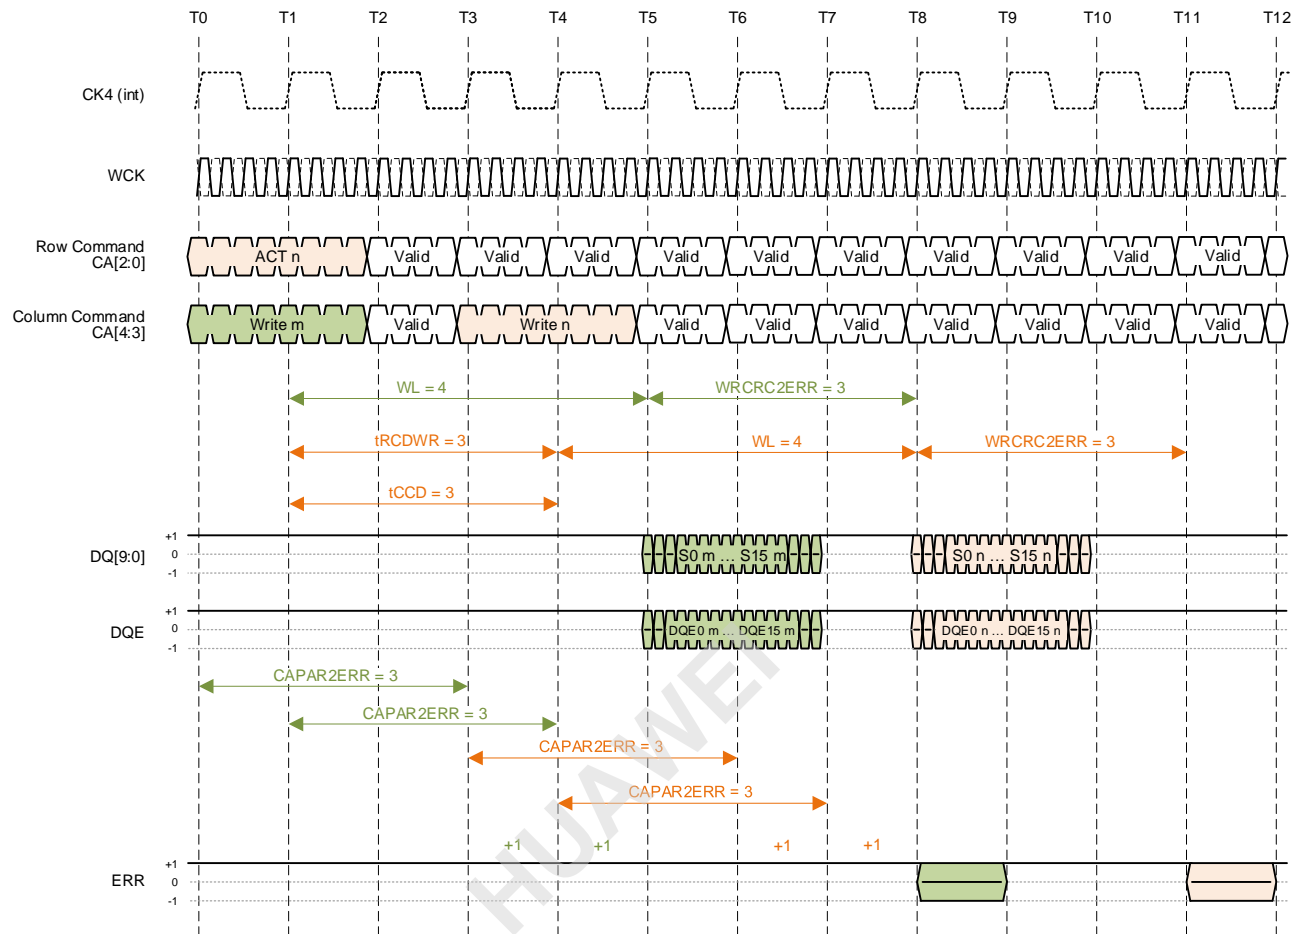 T0 T1 T2 T3 T4 T5 T6 T7 T8 T9 T10 T11 T12
CK4 (int)
WCK
Row Command
CA[2:0]
ACT n Valid Valid Valid Valid Valid Valid Valid Valid Valid Valid
Column Command
CA[4:3]
Write m Valid Write n Valid Valid Valid Valid Valid Valid Valid
WL = 4 WRCRC2ERR = 3
tRCDWR = 3 WL = 4 WRCRC2ERR = 3
tCCD = 3
DQ[9:0]
+1
0
-1
S0 m ... S15 m S0 n ... S15 n
DQE
+1
0
-1
DQE0 m ... DQE15 m DQE0 n ... DQE15 n
CAPAR2ERR = 3
CAPAR2ERR = 3
CAPAR2ERR = 3
CAPAR2ERR = 3
+1 +1 +1 +1
ERR
+1
0
-1
HUAWEI